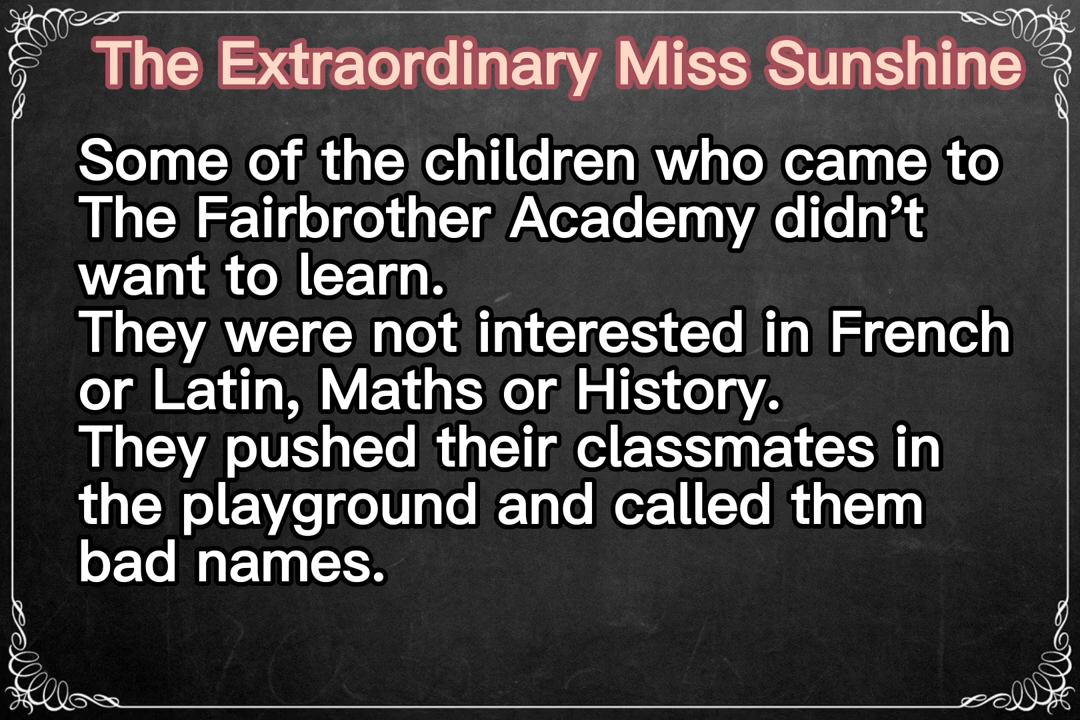 The Extraordinary Miss Sunshine
Some of the children who came to
The Fairbrother Academy didn’t
want to learn.
They were not interested in French
or Latin, Maths or History.
They pushed their classmates in
the playground and called them
bad names.